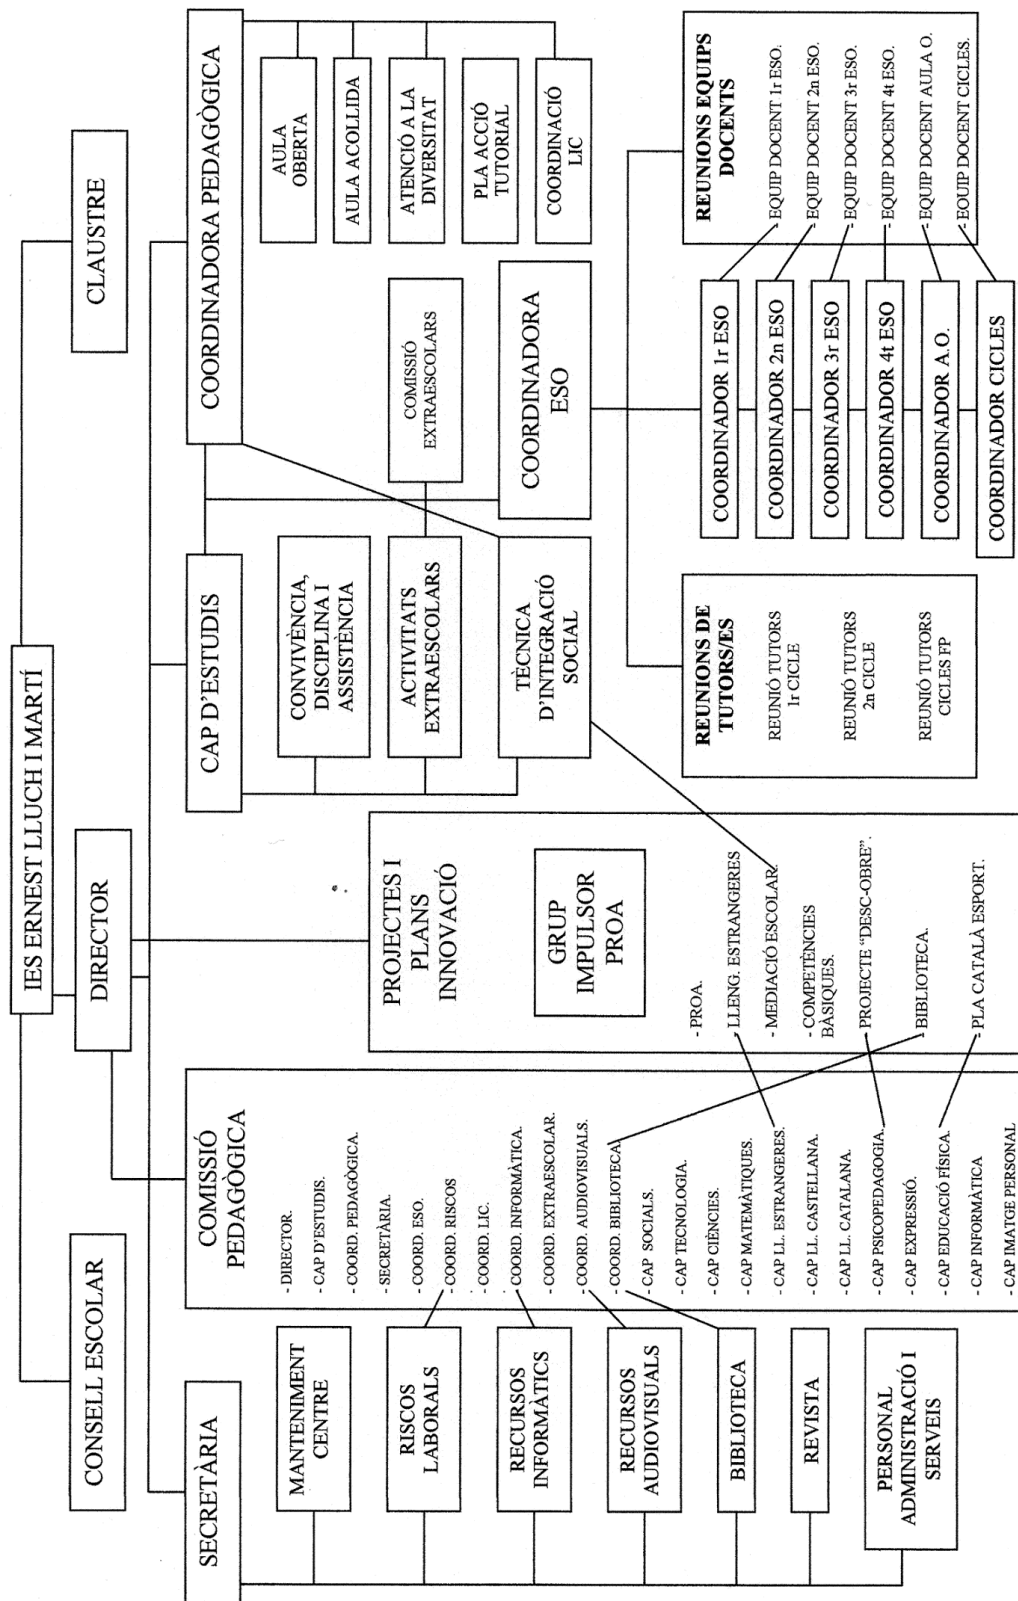 IES ERNEST LLUCH I MARTÍ
CONSELL ESCOLAR
DIRECTOR
CLAUSTRE
SECRETÀRIA
MANTENIMENT
CENTRE
RISCOS
LABORALS
RECURSOS
INFORMÀTICS
RECURSOS
AUDIOVISUALS
BIBLIOTECA
REVISTA
PERSONAL
ADMINISTRACIÓ I
SERVEIS
COMISSIÓ
PEDAGÒGICA
- DIRECTOR.
- CAP D'ESTUDIS.
- COORD. PEDAGÒGICA.
- SECRETÀRIA.
- COORD. ESO.
- COORD. RISCOS
- COORD. LIC.
- COORD. INFORMÀTICA.
- COORD. EXTRAESCOLAR.
- COORD. AUDIOVISUALS.
- COORD. BIBLIOTECA.
- CAP SOCIALS.
- CAP TECNOLOGIA.
- CAP CIÈNCIES.
- CAP MATEMÀTIQUES.
- CAP LL. ESTRANGERES.
- CAP LL. CASTELLANA.
- CAP LL. CATALANA.
- CAP PSICOPEDAGOGIA.
- CAP EXPRESSIÓ.
- CAP EDUCACIÓ FÍSICA.
- CAP INFORMÀTICA
- CAP IMATGE PERSONAL
PROJECTES I
PLANS
INNOVACIÓ
GRUP
IMPULSOR
PROA
- PROA.
- LLENG. ESTRANGERES
- MEDIACIÓ ESCOLAR.
- COMPETÈNCIES
BÀSIQUES.
- PROJECTE "DESC-OBRE".
- BIBLIOTECA.
- PLA CATALÀ ESPORT.
CAP D'ESTUDIS
CONVIVÈNCIA,
DISCIPLINA I
ASSISTÈNCIA
ACTIVITATS
EXTRAESCOLARS
TÈCNICA
D'INTEGRACIÓ
SOCIAL
COMISSIÓ
EXTRAESCOLARS
COORDINADORA
ESO
COORDINADORA PEDAGÒGICA
AULA
OBERTA
AULA ACOLLIDA
ATENCIÓ A LA
DIVERSITAT
PLA ACCIÓ
TUTORIAL
COORDINACIÓ
LIC
REUNIONS DE
TUTORS/ES
REUNIÓ TUTORS
1r CICLE
REUNIÓ TUTORS
2n CICLE
REUNIÓ TUTORS
CICLES FP
COORDINADOR 1r ESO
COORDINADOR 2n ESO
COORDINADOR 3r ESO
COORDINADOR 4t ESO
COORDINADOR A.O.
COORDINADOR CICLES
REUNIONS EQUIPS
DOCENTS
- EQUIP DOCENT 1r ESO.
- EQUIP DOCENT 2n ESO.
- EQUIP DOCENT 3r ESO.
- EQUIP DOCENT 4t ESO.
- EQUIP DOCENT AULA O.
- EQUIP DOCENT CICLES.